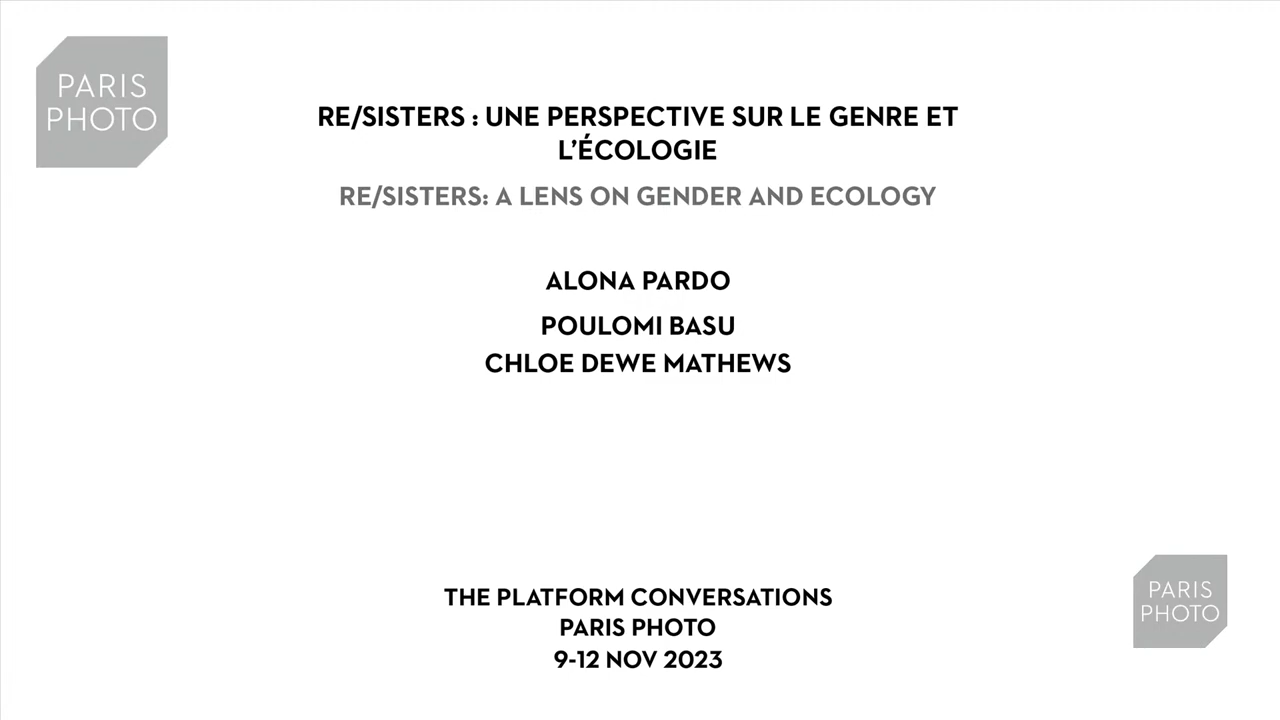 PARIS
PHOTO
RE/SISTERS : UNE PERSPECTIVE SUR LE GENRE ET
L’ÉCOLOGIE
RE/SISTERS: A LENS ON GENDER AND ECOLOGY
ALONA PARDO
POULOMI BASU
CHLOE DEWE MATHEWS
THE PLATFORM CONVERSATIONS
PARIS PHOTO
9-12 NOV 2023
PARIS
PHOTO